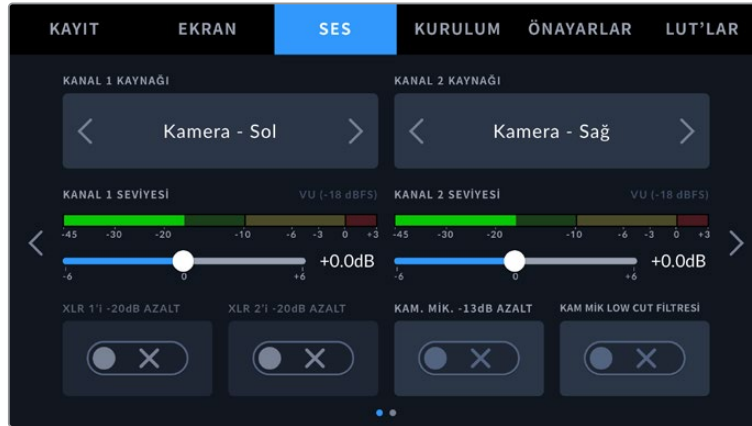 KAYIT EKRAN SES KURULUM ÖNAYARLAR LUT’LAR
KANAL 1 KAYNAĞI KANAL 2 KAYNAĞI
Kamera - Sol Kamera - Sağ
KANAL 1 SEVİYESİ VU (-18 dBFS) KANAL 2 SEVİYESİ VU (-18 dBFS)
-45 -30 -20 -10 -6 -3 0 +3 -45 -30 -20 -10 -6 -3 0 +3
+0.0dB +0.0dB
-6 0 +6 -6 0 +6
XLR 1’i -20dB AZALT XLR 2’i -20dB AZALT KAM. MİK. -13dB AZALT KAM MİK LOW CUT FİLTRESİ